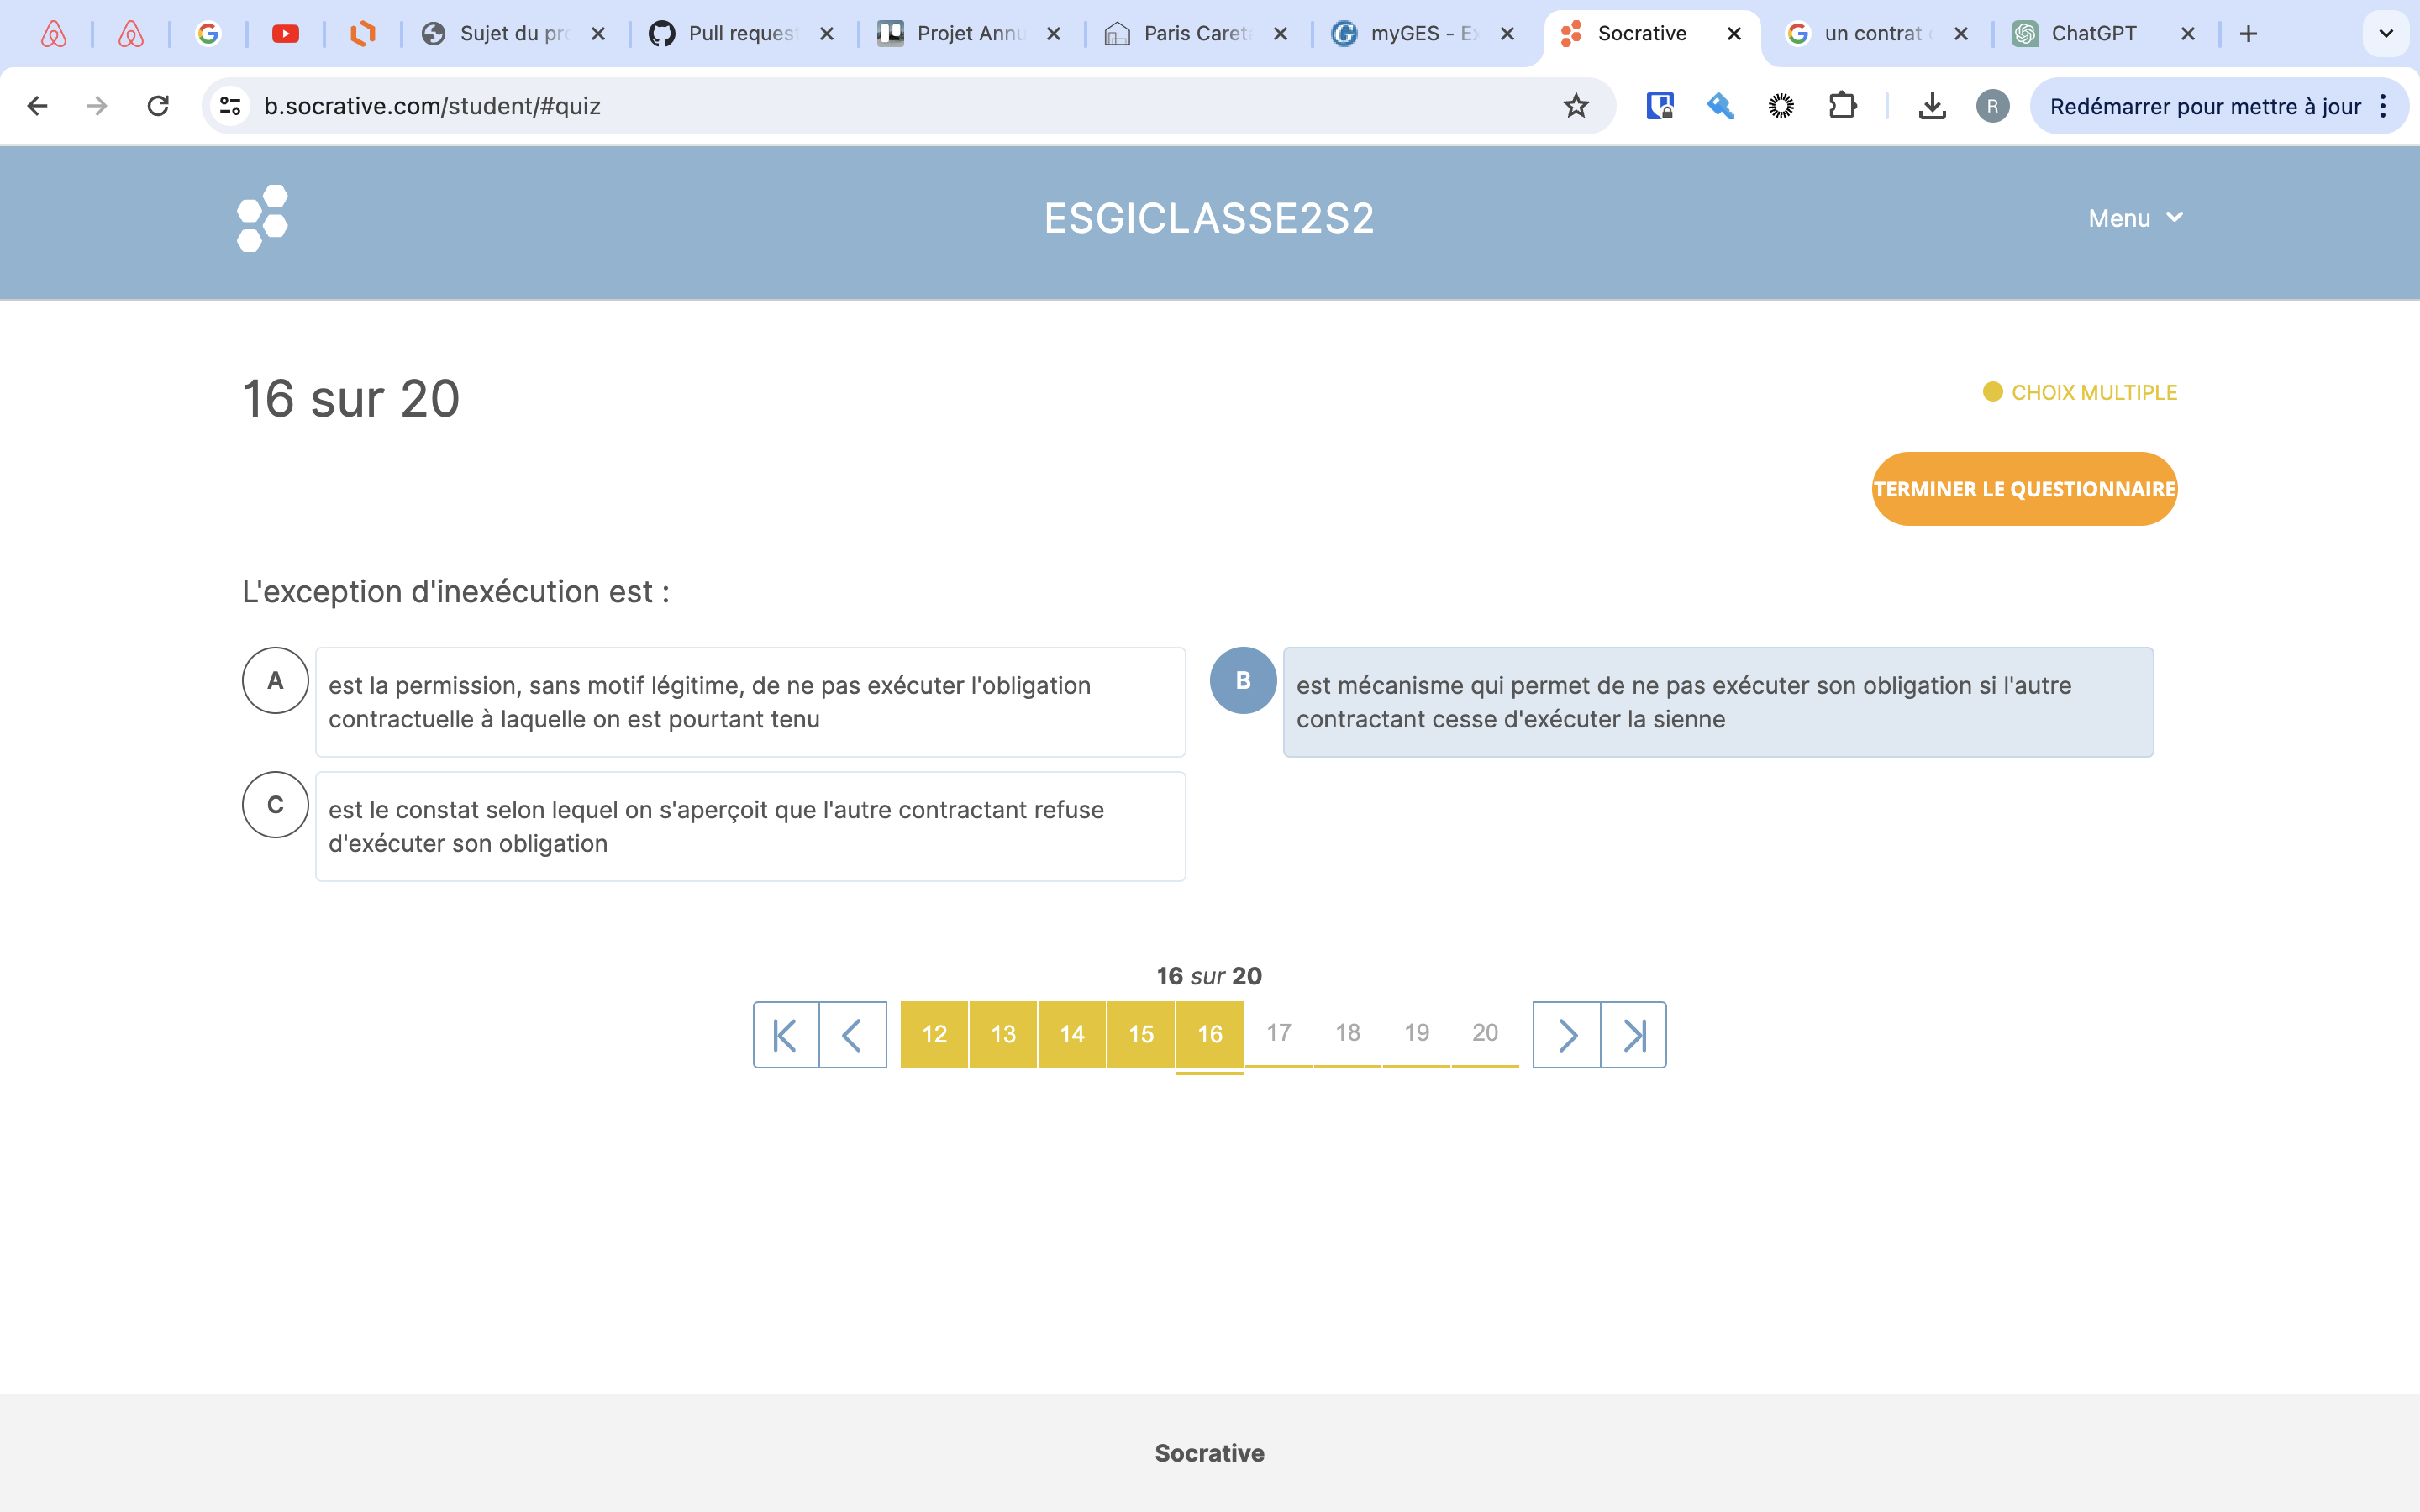 Sujet du pro
Pull request
Projet Annu
Paris Careta
myGES - Ex
Socrative
un contrat
ChatGPT
b.socrative.com/student/#quiz
R
Redémarrer pour mettre à jour
ESGICLASSE2S2
Menu
16 sur 20
CHOIX MULTIPLE
TERMINER LE QUESTIONNAIRE
L'exception d'inexécution est :
A
est la permission, sans motif légitime, de ne pas exécuter l'obligation
contractuelle à laquelle on est pourtant tenu
B
est mécanisme qui permet de ne pas exécuter son obligation si l'autre
contractant cesse d'exécuter la sienne
C
est le constat selon lequel on s'aperçoit que l'autre contractant refuse
d'exécuter son obligation
16 sur 20
12 13 14 15 16 17 18 19 20
Socrative